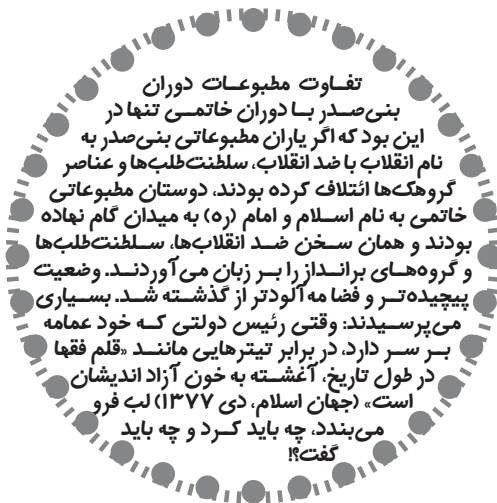 تفاوت مطبوعات دوران
بنی‌صدر با دوران خاتمی تنها در
این بود که اگر یاران مطبوعاتی بنی‌صدر به
نام انقلاب با ضد انقلاب، سلطنت‌طلب‌ها و عناصر
گروهک‌ها ائتلاف کرده بودند، دوستان مطبوعاتی
خاتمی به نام اسلام و امام (ره) به میدان گام نهاده
بودند و همان سخن ضد انقلاب‌ها، سلطنت‌طلب‌ها
و گروه‌های برانداز را بر زبان می‌آوردند. وضعیت
پیچیده‌تر و فضا مه‌آلودتر از گذشته شد. بسیاری
می‌پرسیدند: وقتی رئیس دولتی که خود عمامه
بر سر دارد، در برابر تیترهایی مانند «قلم فقها
در طول تاریخ، آغشته به خون آزاد اندیشان
است» (جهان اسلام، دی ۱۳۷۷) لب فرو
می‌بندد، چه باید کرد و چه باید
گفت؟!